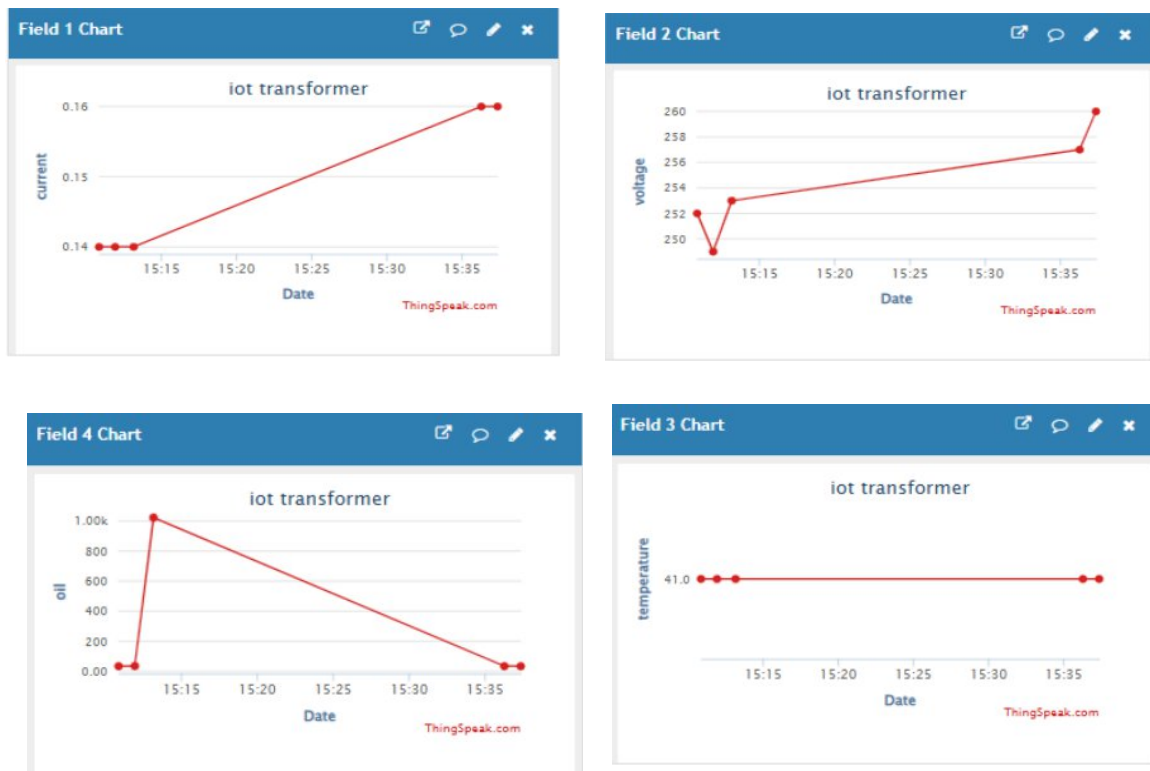 Field 1 Chart
iot transformer
0.16
0.15
0.14
current
15:15 15:20 15:25 15:30 15:35
Date
ThingSpeak.com
Field 2 Chart
iot transformer
260
258
256
254
252
250
voltage
15:15 15:20 15:25 15:30 15:35
Date
ThingSpeak.com
Field 4 Chart
iot transformer
1.00k
800
600
400
200
0.00
oil
15:15 15:20 15:25 15:30 15:35
Date
ThingSpeak.com
Field 3 Chart
iot transformer
41.0
temperature
15:15 15:20 15:25 15:30 15:35
Date
ThingSpeak.com